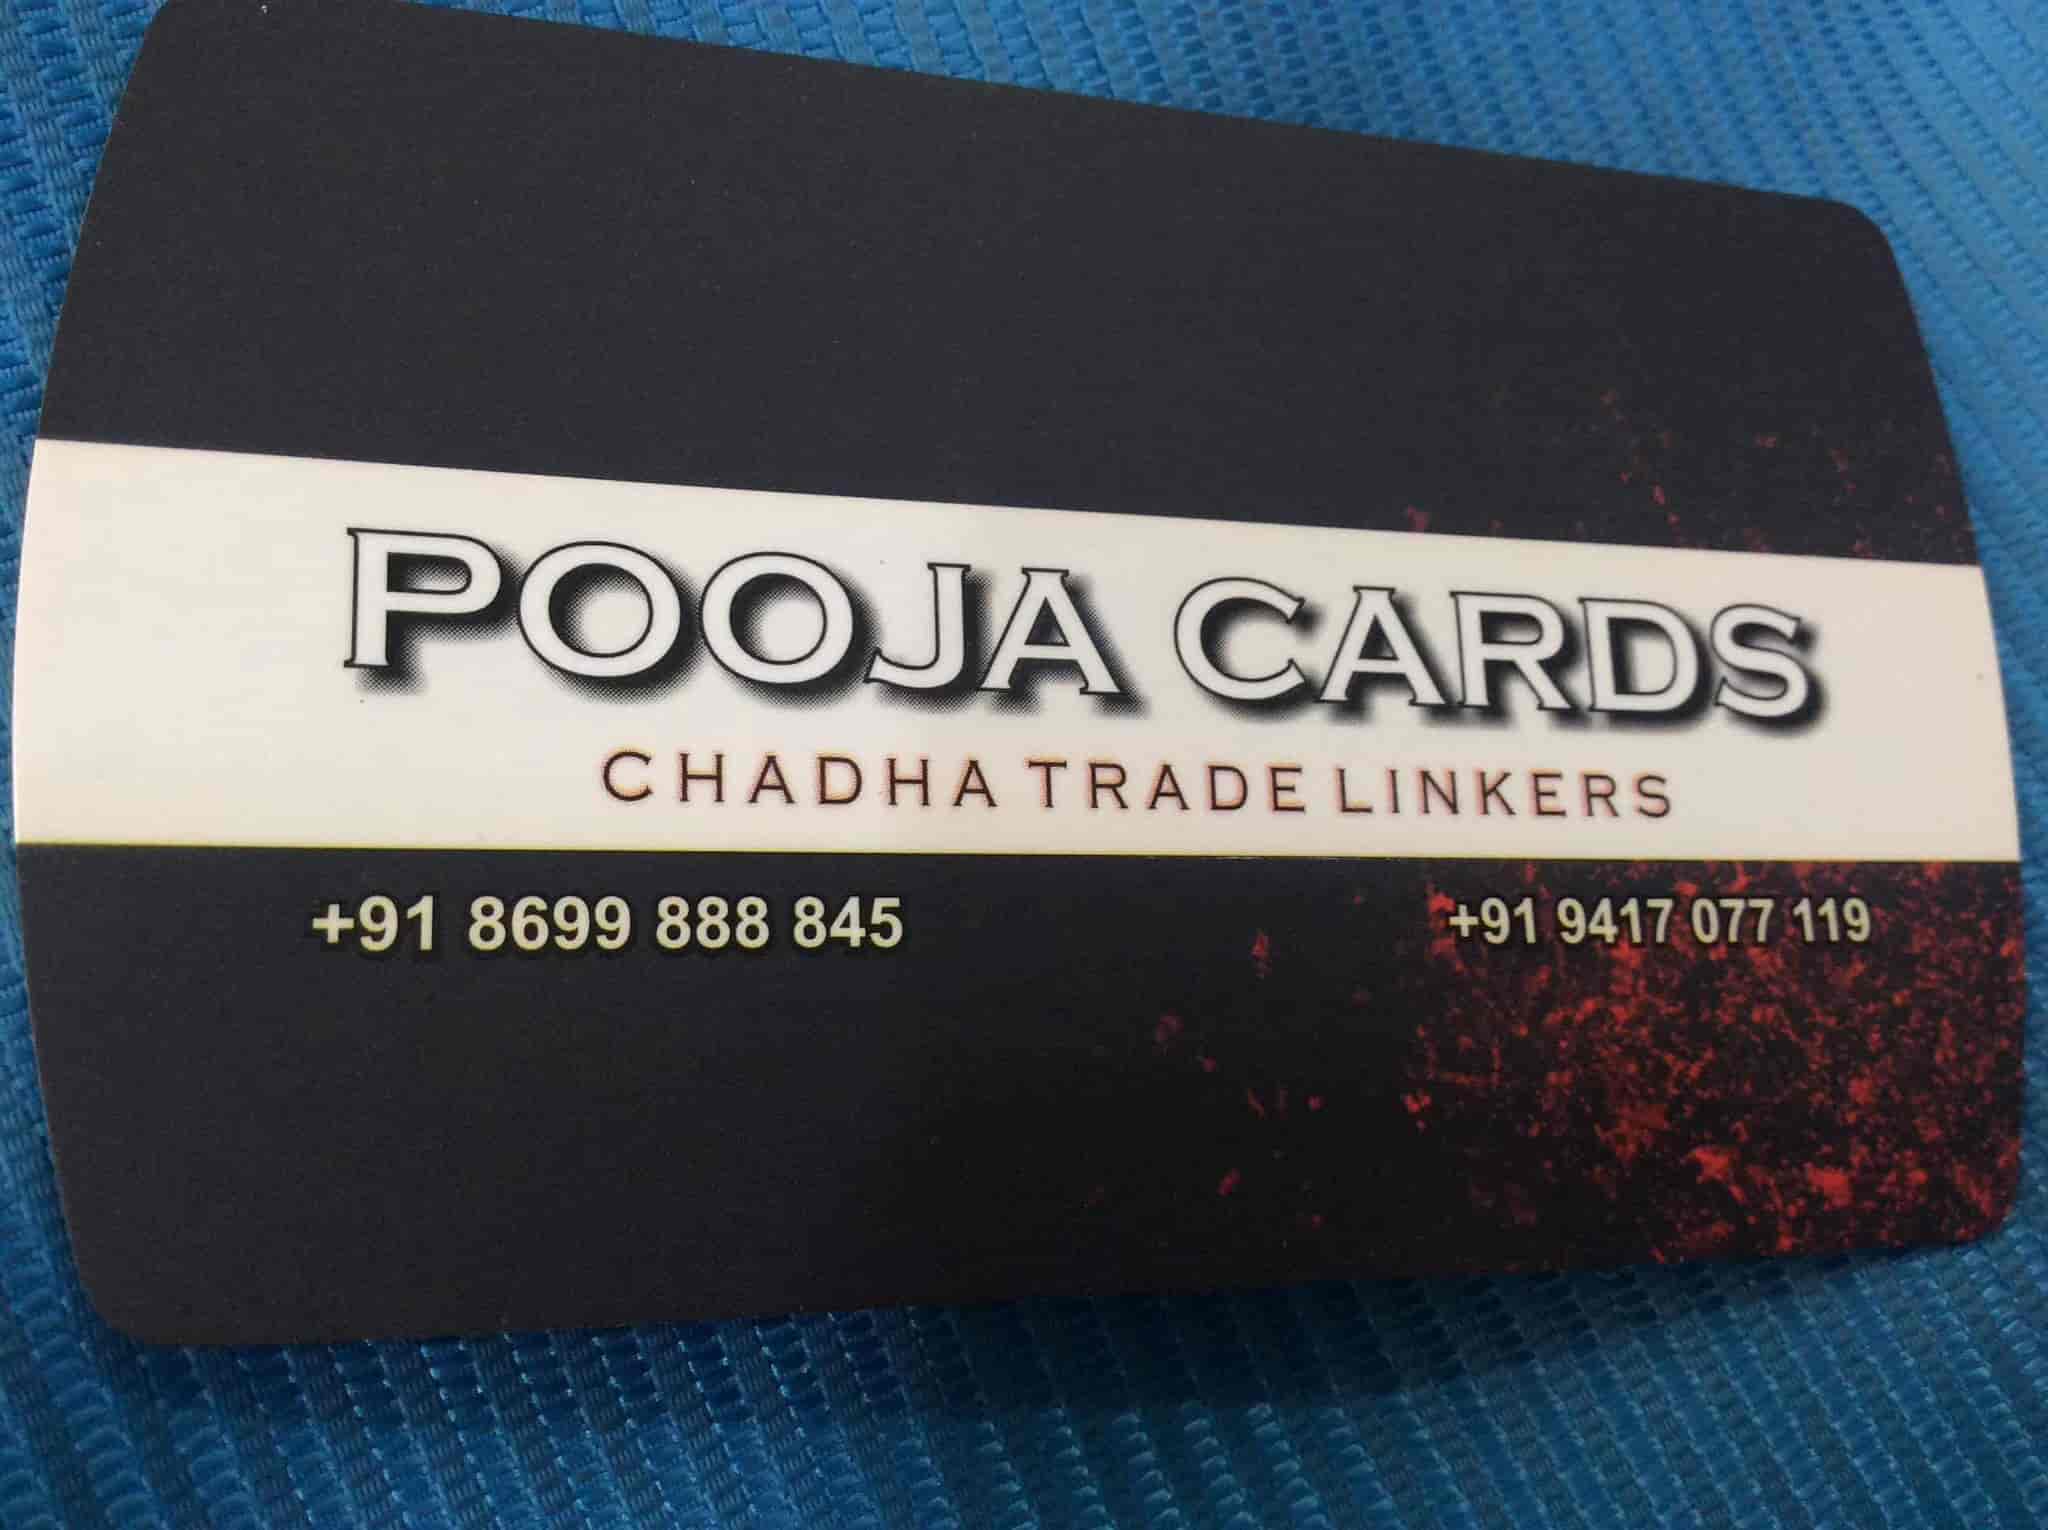 POOJA CARDS
CHADHA TRADE LINKERS
+91 8699 888 845
+91 9417 077 119